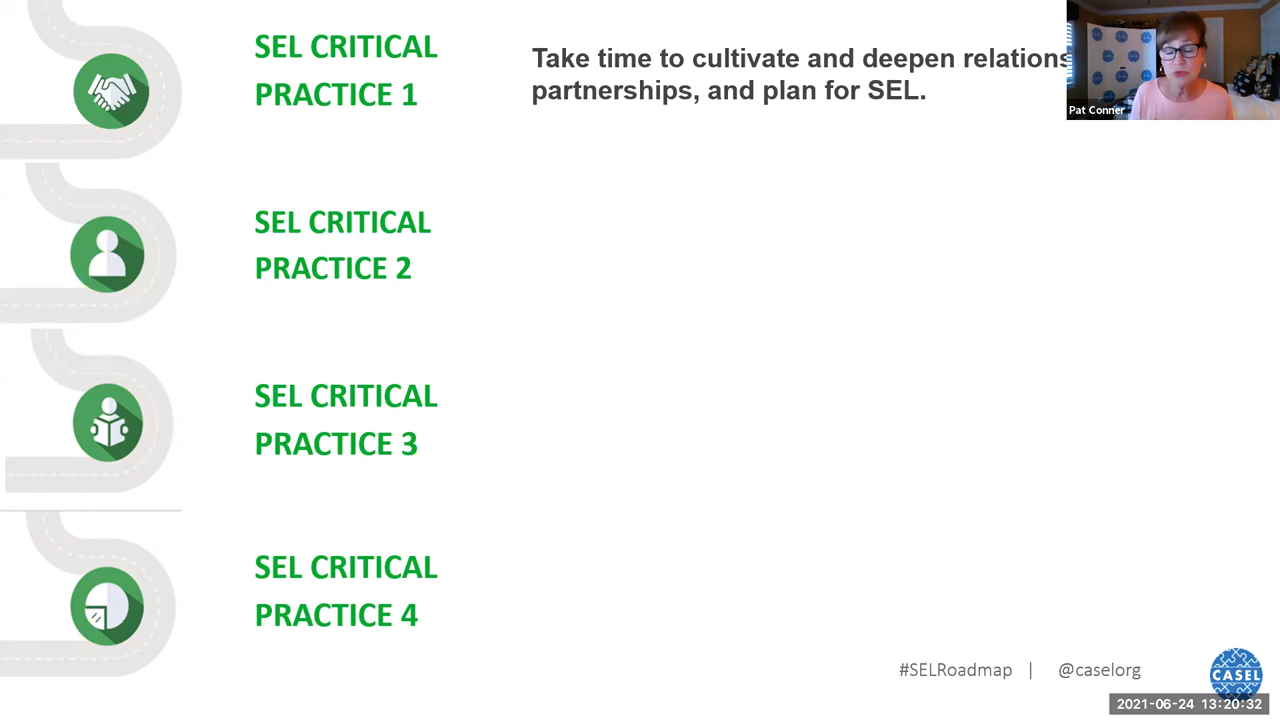 SEL CRITICAL
PRACTICE 1
Take time to cultivate and deepen
partnerships, and plan for SEL.
Pat Conner
SEL CRITICAL
PRACTICE 2
SEL CRITICAL
PRACTICE 3
SEL CRITICAL
PRACTICE 4
#SELRoadmap | @caselorg
CASEL
2021-06-24 13:20:32